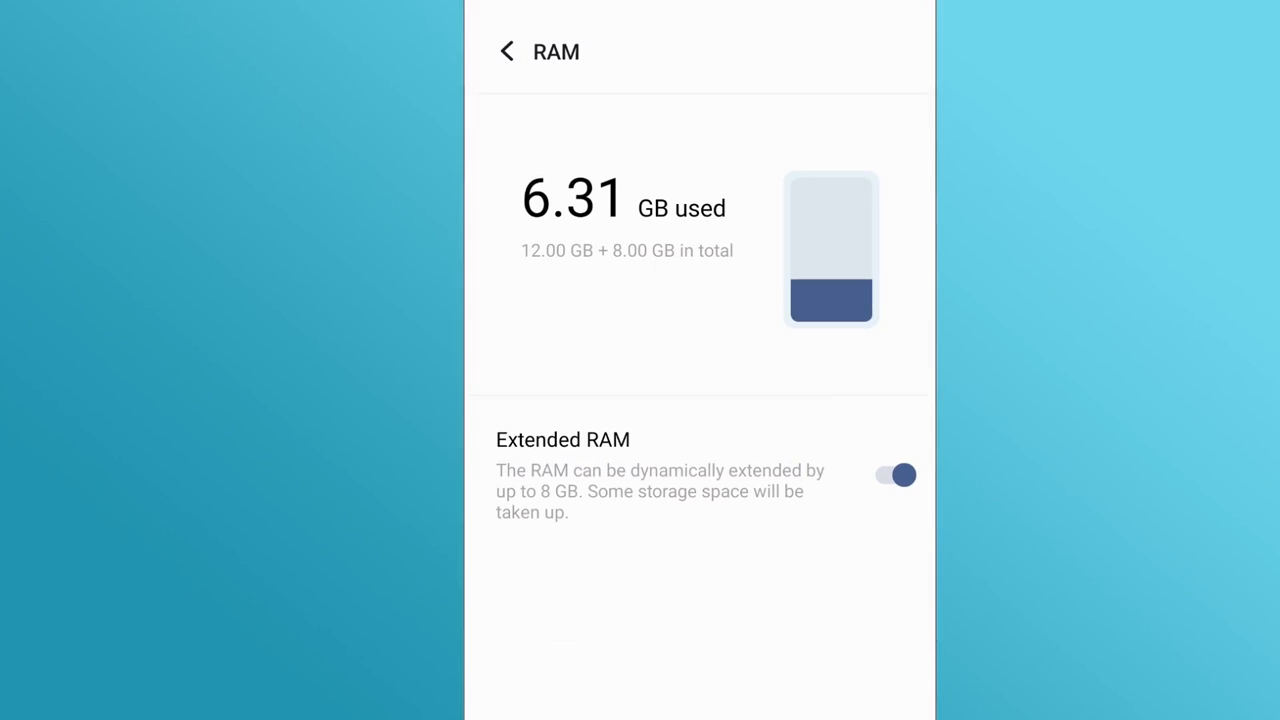 RAM
6.31 GB used
12.00 GB + 8.00 GB in total
Extended RAM
The RAM can be dynamically extended by
up to 8 GB. Some storage space will be
taken up.